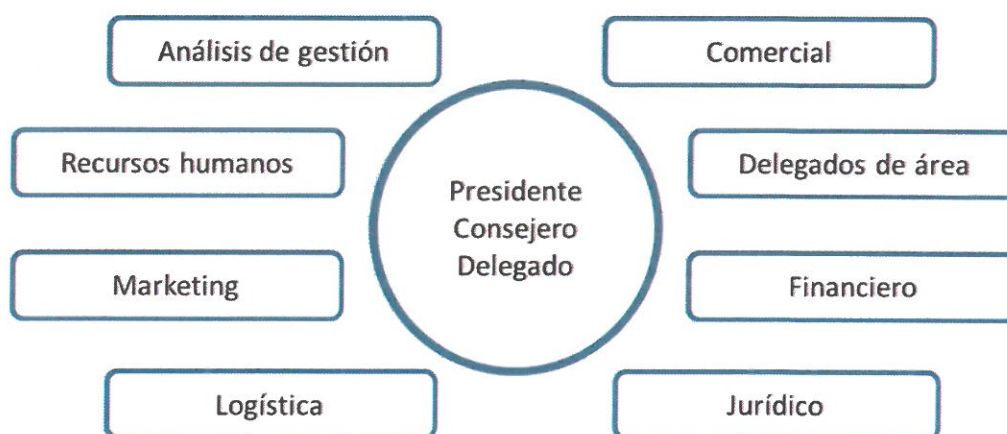 Análisis de gestión
Comercial
Recursos humanos
Delegados de área
Presidente
Consejero
Delegado
Marketing
Financiero
Logística
Jurídico